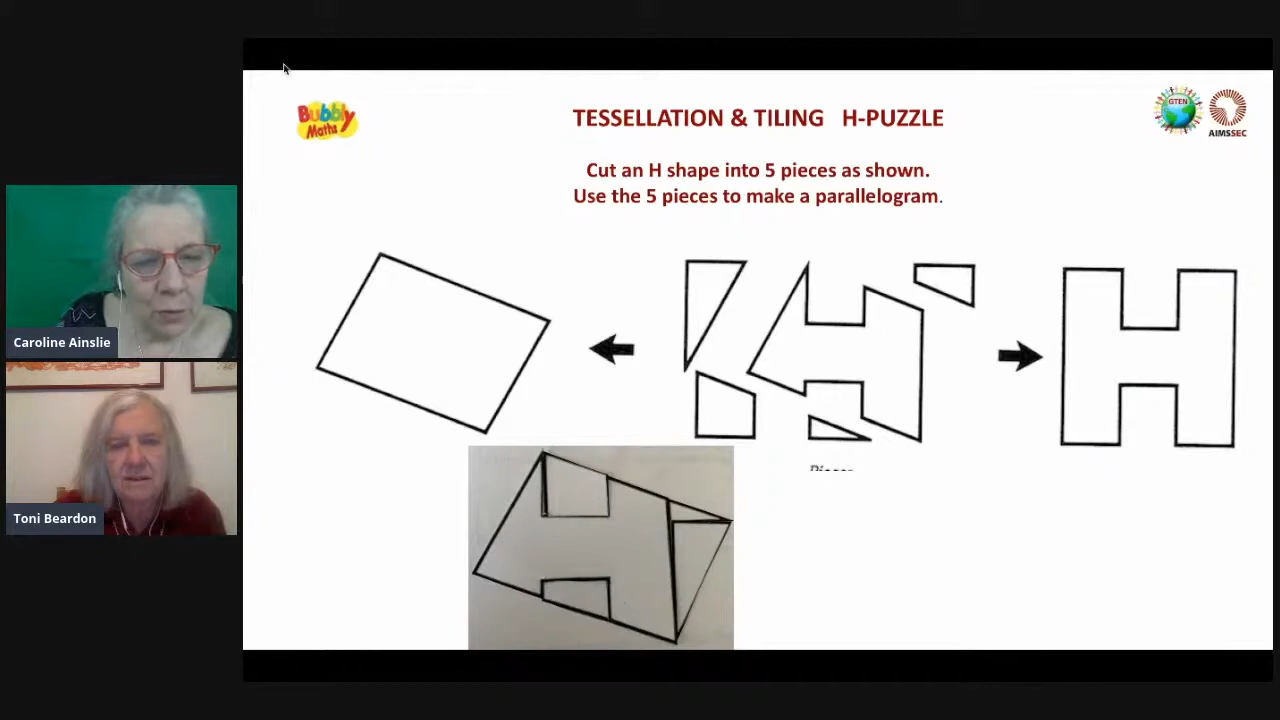 Bubbly
Maths
TESSELLATION & TILING H-PUZZLE
GTEN
AIMSSEC
Cut an H shape into 5 pieces as shown.
Use the 5 pieces to make a parallelogram.
Caroline Ainslie
Toni Beardon